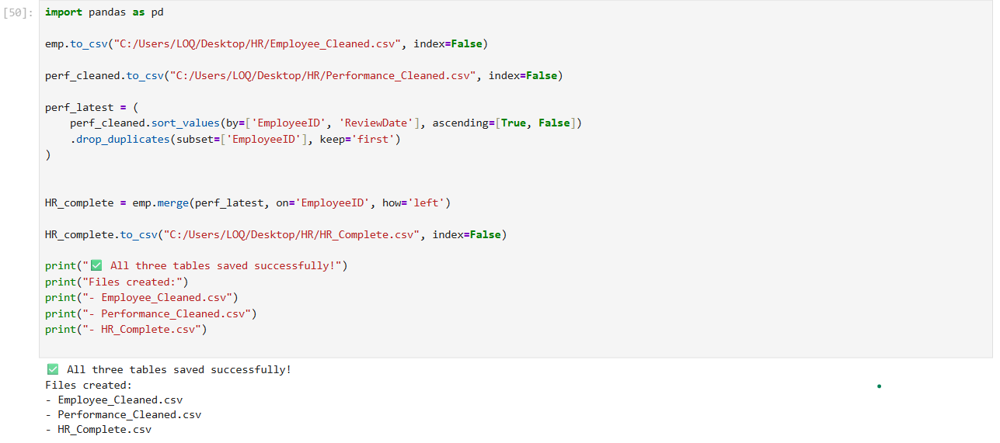 [50]:
import pandas as pd
emp.to_csv("C:/Users/LOQ/Desktop/HR/Employee_Cleaned.csv", index=False)
perf_cleaned.to_csv("C:/Users/LOQ/Desktop/HR/Performance_Cleaned.csv", index=False)
perf_latest = (
    perf_cleaned.sort_values(by=['EmployeeID', 'ReviewDate'], ascending=[True, False])
    .drop_duplicates(subset=['EmployeeID'], keep='first')
)
HR_complete = emp.merge(perf_latest, on='EmployeeID', how='left')
HR_complete.to_csv("C:/Users/LOQ/Desktop/HR/HR_Complete.csv", index=False)
print("✅ All three tables saved successfully!")
print("Files created:")
print("- Employee_Cleaned.csv")
print("- Performance_Cleaned.csv")
print("- HR_Complete.csv")
✅ All three tables saved successfully!
Files created:
- Employee_Cleaned.csv
- Performance_Cleaned.csv
- HR_Complete.csv